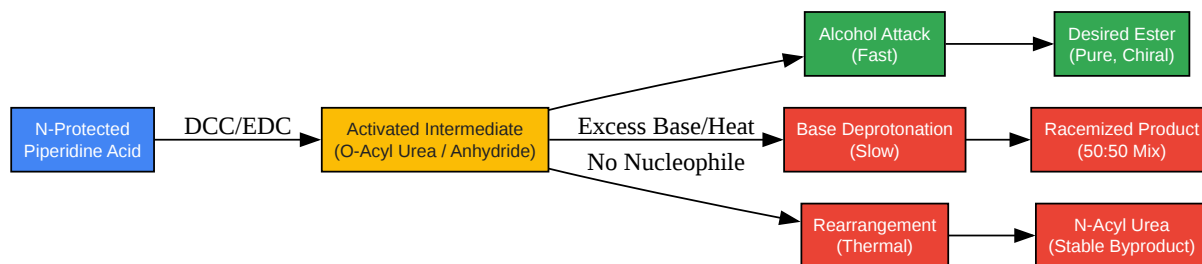 N-Protected
Piperidine Acid
DCC/EDC
Activated Intermediate
(O-Acyl Urea / Anhydride)
Excess Base/Heat
No Nucleophile
Alcohol Attack
(Fast)
Desired Ester
(Pure, Chiral)
Base Deprotonation
(Slow)
Racemized Product
(50:50 Mix)
Rearrangement
(Thermal)
N-Acyl Urea
(Stable Byproduct)